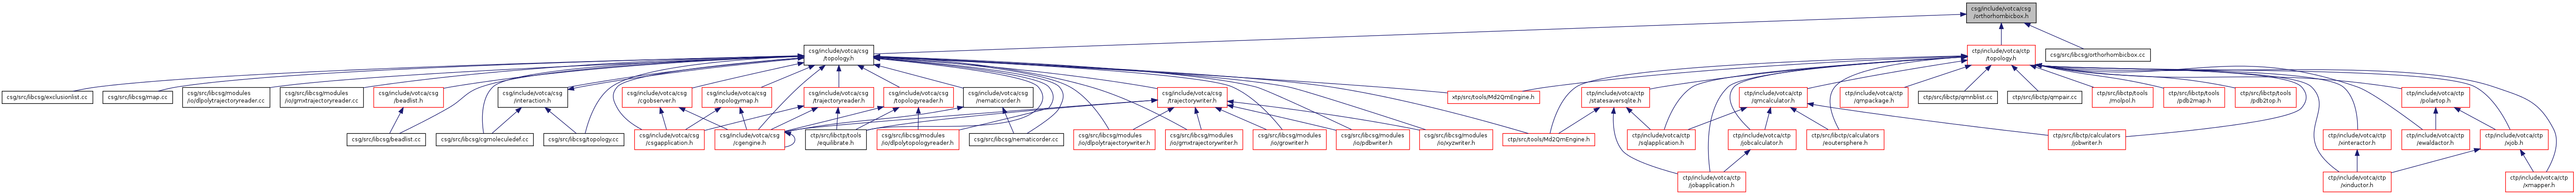 csg/include/votca/csg
/orthorhombicbox.h
csg/include/votca/csg
/topology.h
ctp/include/votca/ctp
/topology.h
csg/src/libcsg/orthorhombicbox.cc
csg/src/libcsg/exclusionlist.cc
csg/src/libcsg/map.cc
csg/src/libcsg/modules
/io/dlpolytrajectoryreader.cc
csg/src/libcsg/modules
/io/gmxtrajectoryreader.cc
csg/include/votca/csg
/beadlist.h
csg/include/votca/csg
/interaction.h
csg/include/votca/csg
/cgobserver.h
csg/include/votca/csg
/topologymap.h
csg/include/votca/csg
/trajectoryreader.h
csg/include/votca/csg
/topologyreader.h
csg/include/votca/csg
/nematicorder.h
csg/include/votca/csg
/trajectorywriter.h
xtp/src/tools/Md2QmEngine.h
ctp/include/votca/ctp
/statesaversqlite.h
ctp/include/votca/ctp
/qmcalculator.h
ctp/include/votca/ctp
/qmpackage.h
ctp/src/libctp/qmnblist.cc
ctp/src/libctp/qmpair.cc
ctp/src/libctp/tools
/molpol.h
ctp/src/libctp/tools
/pdb2map.h
ctp/src/libctp/tools
/pdb2top.h
ctp/include/votca/ctp
/polartop.h
csg/src/libcsg/beadlist.cc
csg/src/libcsg/cgmoleculedef.cc
csg/src/libcsg/topology.cc
csg/include/votca/csg
/csgapplication.h
csg/include/votca/csg
/cgengine.h
ctp/src/libctp/tools
/equilibrate.h
csg/src/libcsg/modules
/io/dlpolytopologyreader.h
csg/src/libcsg/nematicorder.cc
csg/src/libcsg/modules
/io/dlpolytrajectorywriter.h
csg/src/libcsg/modules
/io/gmxtrajectorywriter.h
csg/src/libcsg/modules
/io/growriter.h
csg/src/libcsg/modules
/io/pdbwriter.h
csg/src/libcsg/modules
/io/xyzwriter.h
ctp/src/tools/Md2QmEngine.h
ctp/include/votca/ctp
/sqlapplication.h
ctp/include/votca/ctp
/jobcalculator.h
ctp/src/libctp/calculators
/eoutersphere.h
ctp/src/libctp/calculators
/jobwriter.h
ctp/include/votca/ctp
/xinteractor.h
ctp/include/votca/ctp
/ewaldactor.h
ctp/include/votca/ctp
/xjob.h
ctp/include/votca/ctp
/jobapplication.h
ctp/include/votca/ctp
/xinductor.h
ctp/include/votca/ctp
/xmapper.h